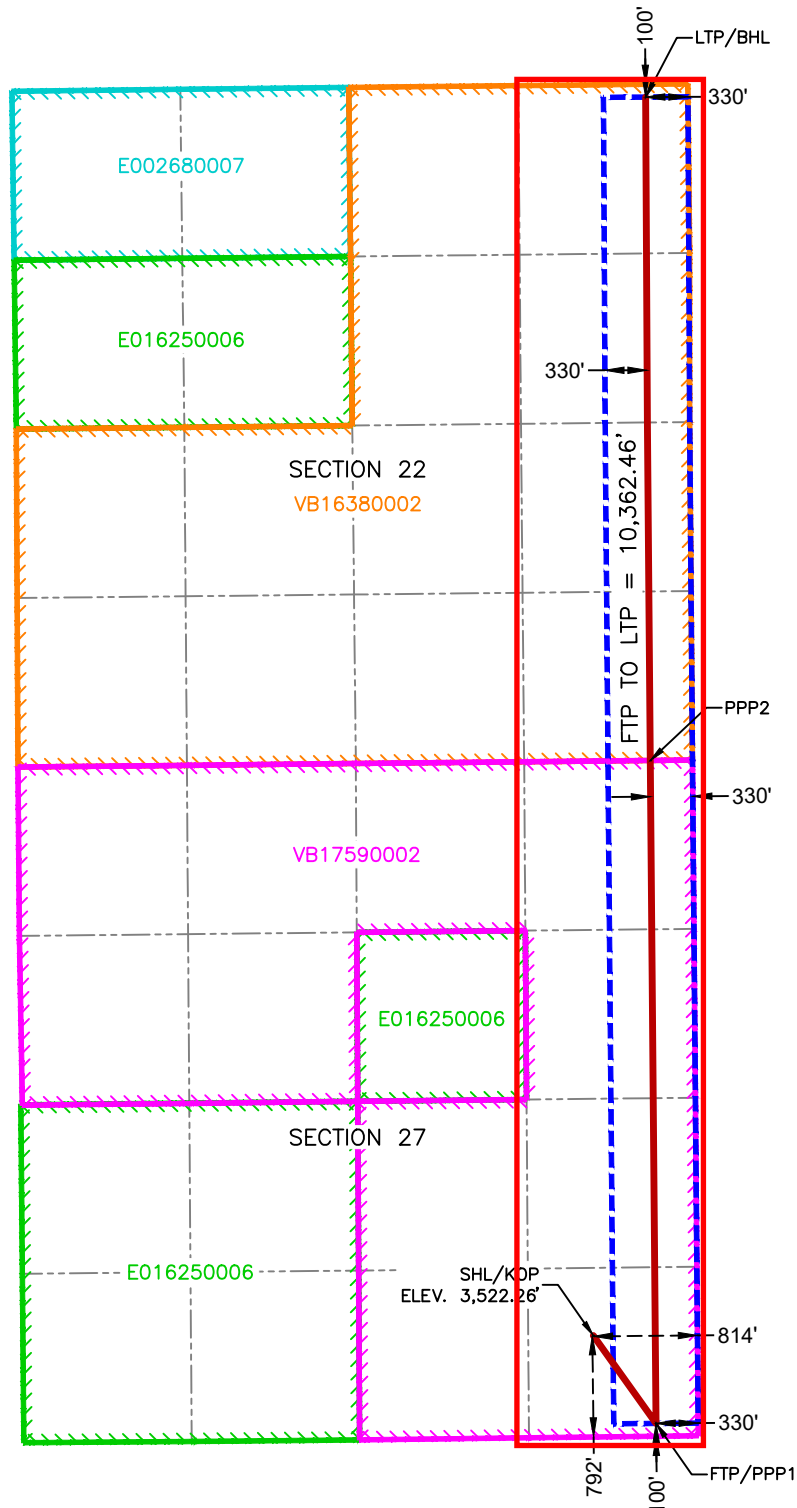 100'
LTP/BHL
330'
E002680007
E016250006
330'
SECTION 22
VB16380002
FTP TO LTP = 10,362.46'
PPP2
330'
VB17590002
E016250006
SECTION 27
E016250006
SHL/KOP
ELEV. 3,522.26'
814'
330'
FTP/PPP1
792'
100'